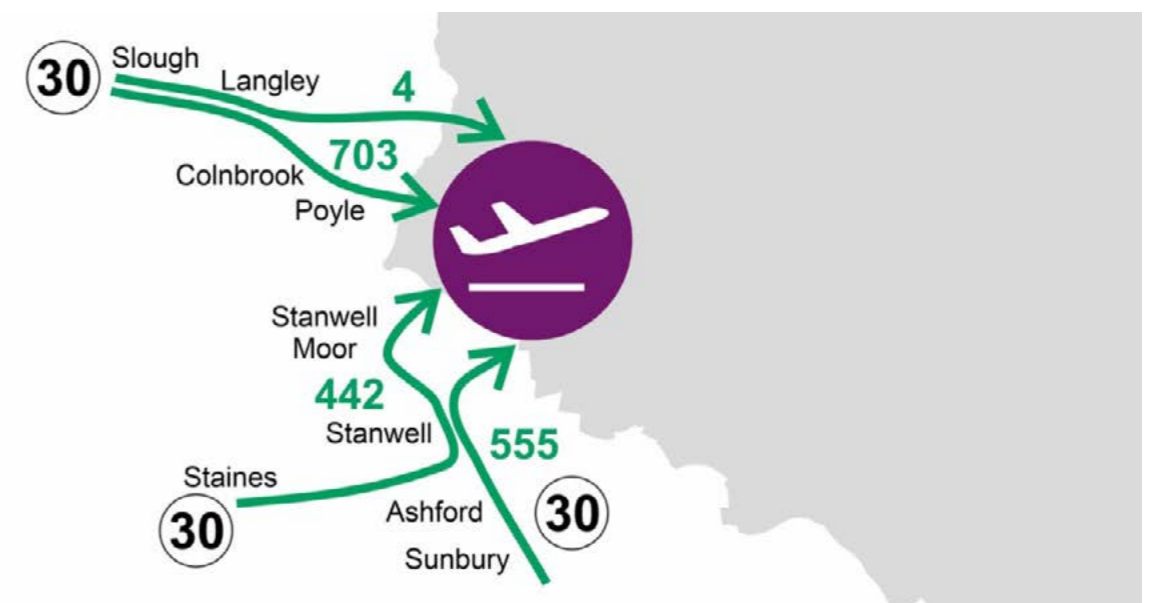 30
Slough
Langley
4
703
Colnbrook
Poyle
Stanwell
Moor
442
Stanwell
555
Staines
30
Ashford
30
Sunbury